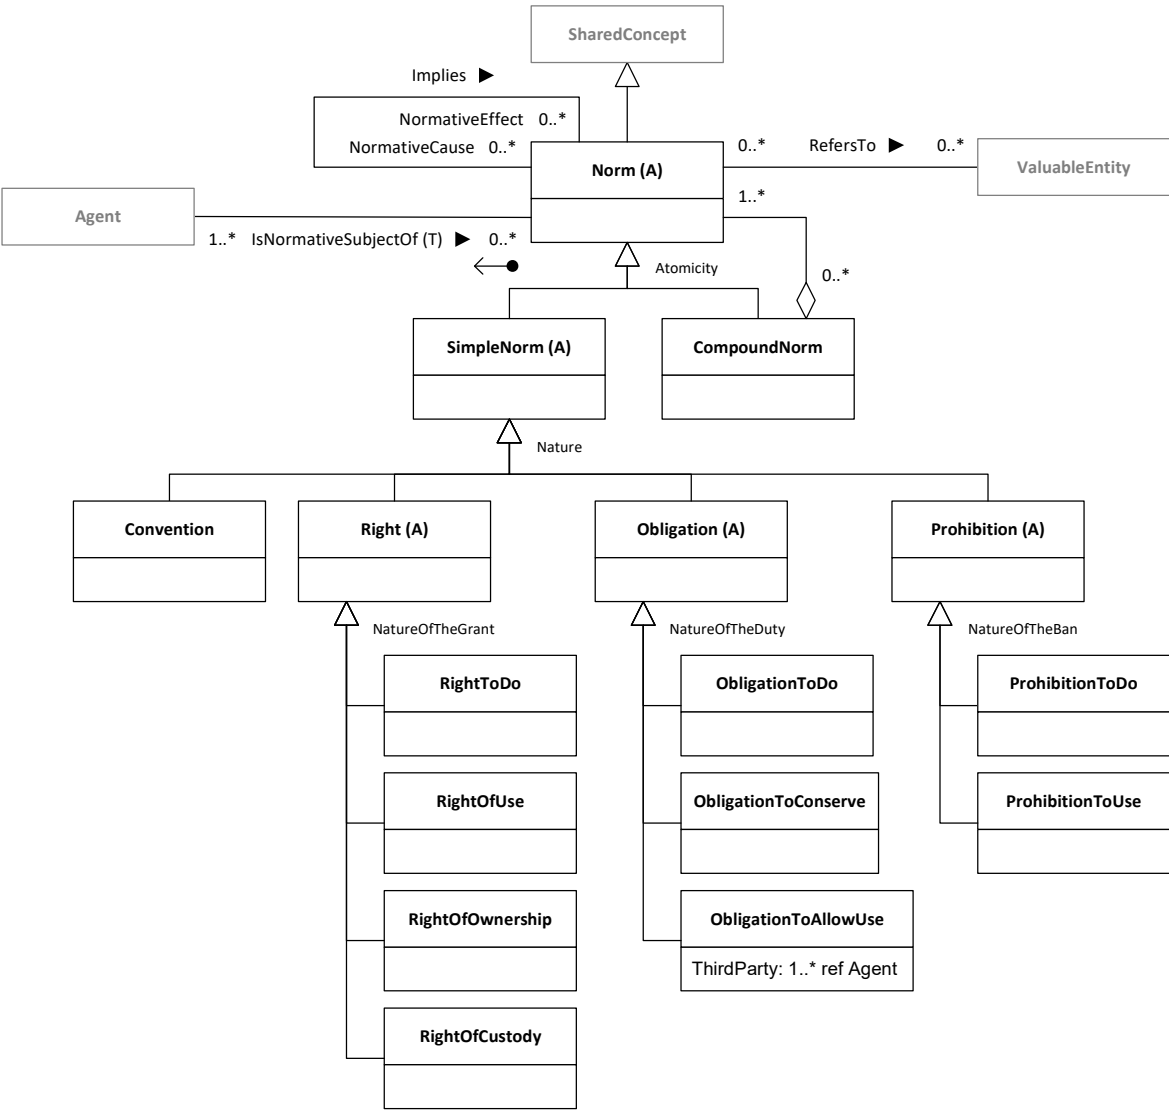 SharedConcept
Implies ►
NormativeEffect 0..*
NormativeCause 0..*
Norm (A)
0..* RefersTo ► 0..*
ValuableEntity
1..*
Agent
1..* IsNormativeSubjectOf (T) ► 0..*
Atomicity
0..*
SimpleNorm (A)
CompoundNorm
Nature
Convention
Right (A)
Obligation (A)
Prohibition (A)
NatureOfTheGrant
NatureOfTheDuty
NatureOfTheBan
RightToDo
ObligationToDo
ProhibitionToDo
RightOfUse
ObligationToConserve
ProhibitionToUse
RightOfOwnership
ObligationToAllowUse
ThirdParty: 1..* ref Agent
RightOfCustody